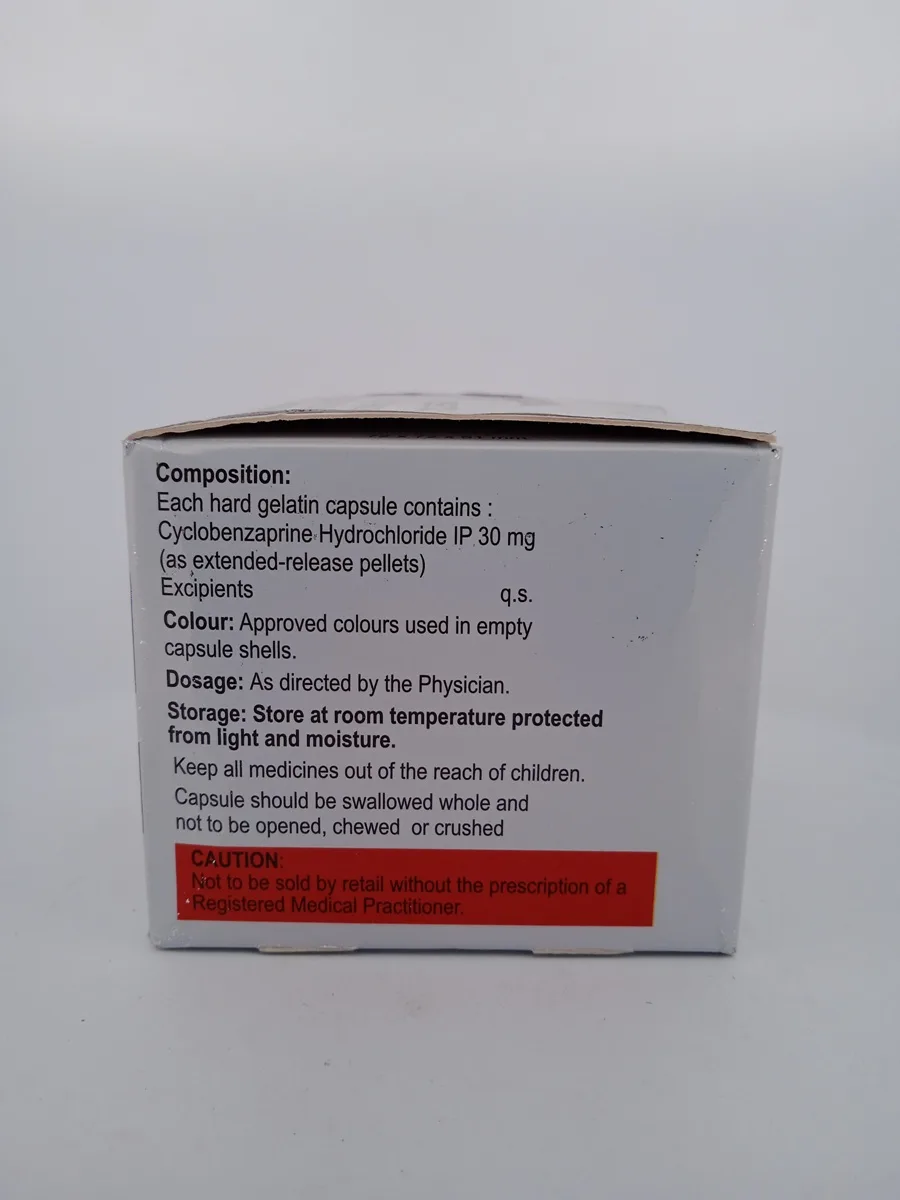 Composition:
Each hard gelatin capsule contains :
Cyclobenzaprine Hydrochloride IP 30 mg
(as extended-release pellets)
Excipients q.s.
Colour: Approved colours used in empty
capsule shells.
Dosage: As directed by the Physician.
Storage: Store at room temperature protected
from light and moisture.
Keep all medicines out of the reach of children.
Capsule should be swallowed whole and
not to be opened, chewed or crushed
CAUTION:
Not to be sold by retail without the prescription of a
Registered Medical Practitioner.